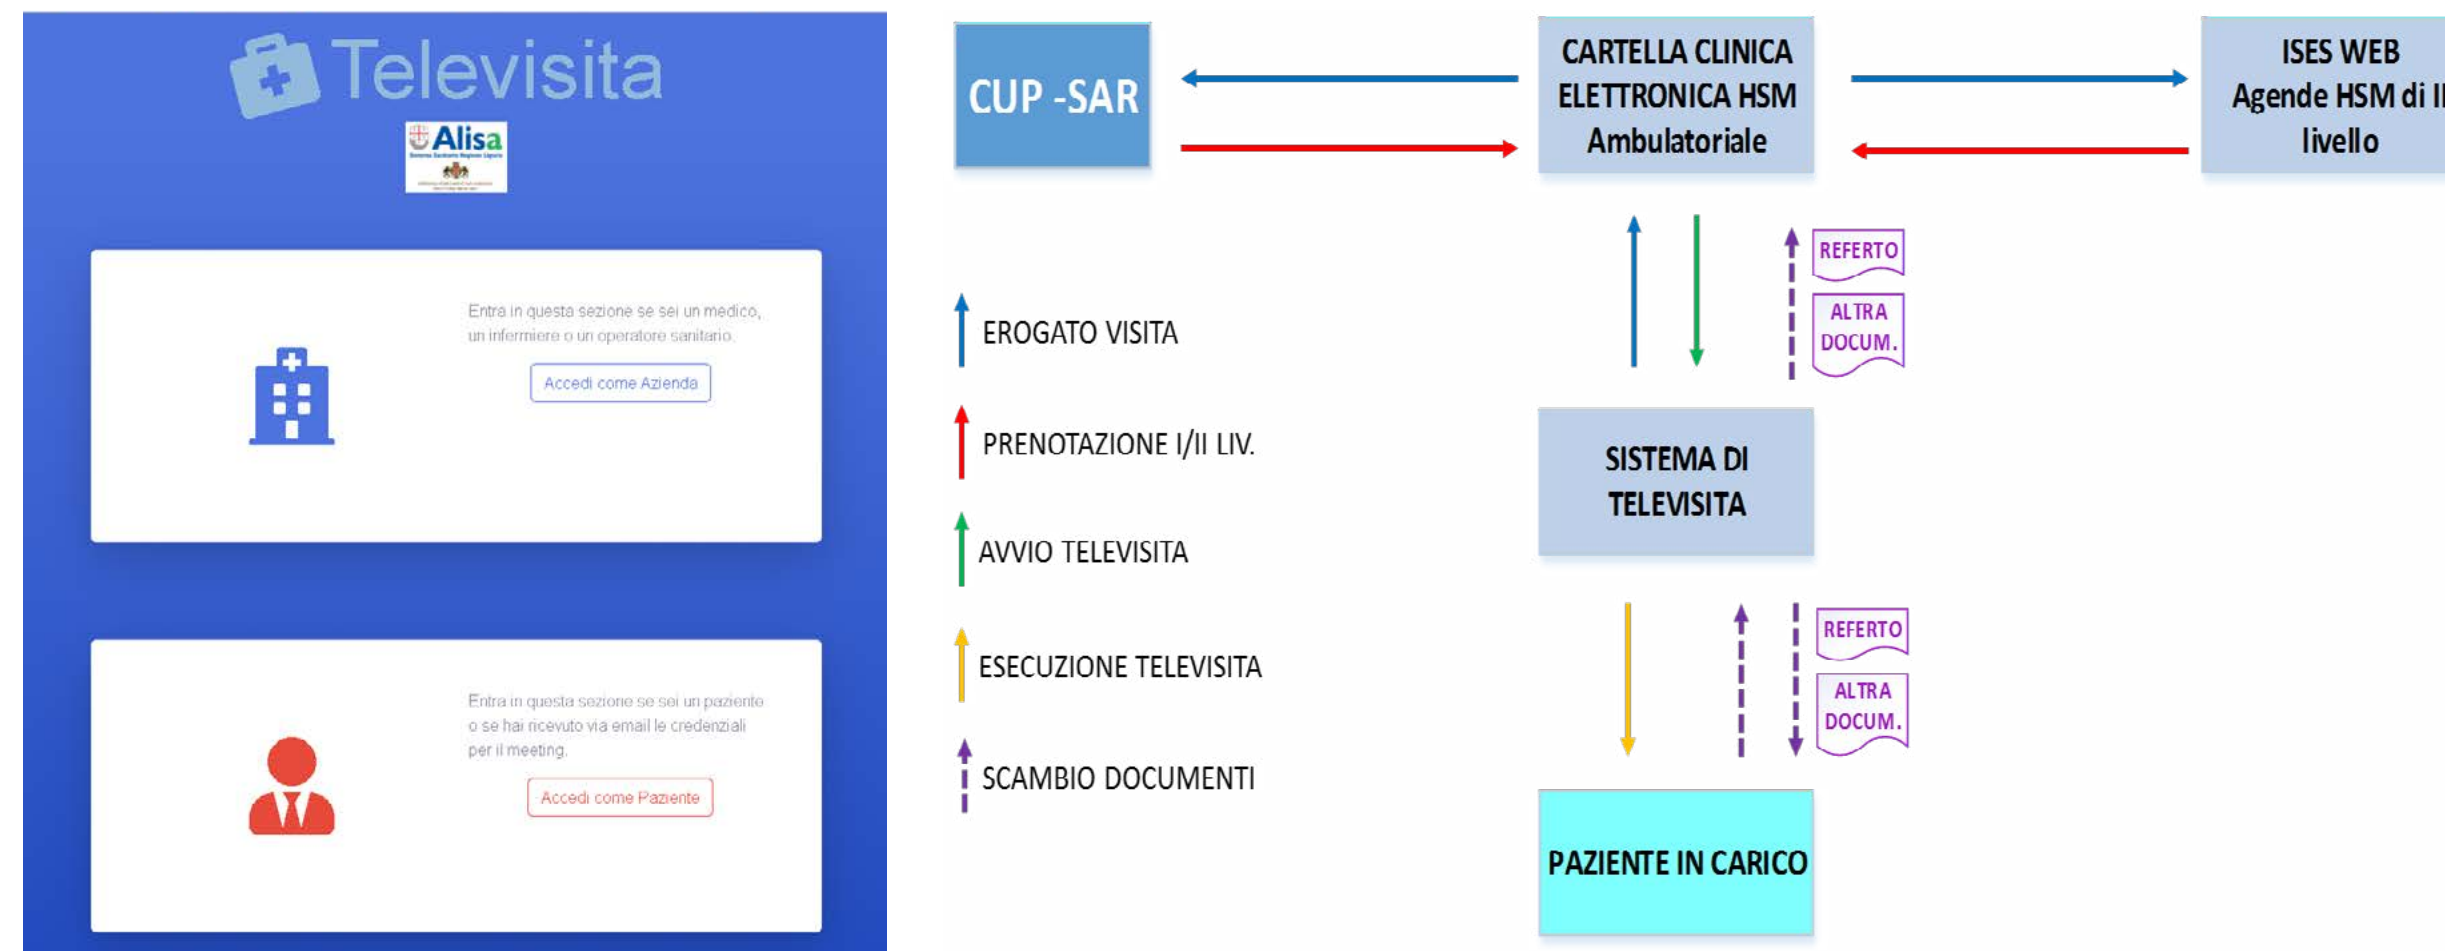 Televisita
Alisa
Entra in questa sezione se sei un medico,
un infermiere o un operatore sanitario.
Accedi come Azienda
Entra in questa sezione se sei un paziente
o se hai ricevuto via email le credenziali
per il meeting.
Accedi come Paziente
CUP -SAR
CARTELLA CLINICA
ELETTRONICA HSM
Ambulatoriale
ISES WEB
Agende HSM di II
livello
REFERTO
ALTRA
DOCUM.
EROGATO VISITA
PRENOTAZIONE I/II LIV.
AVVIO TELEVISITA
ESECUZIONE TELEVISITA
SCAMBIO DOCUMENTI
SISTEMA DI
TELEVISITA
REFERTO
ALTRA
DOCUM.
PAZIENTE IN CARICO